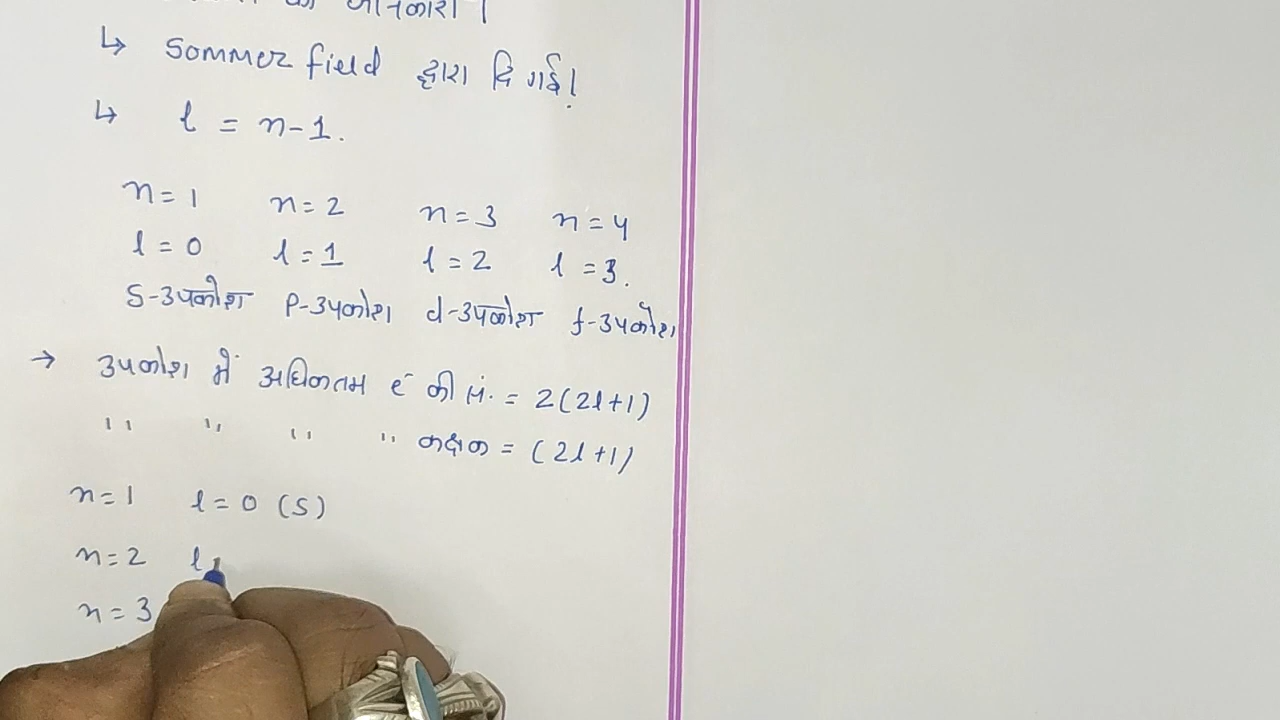 की जानकारी।
↳ Sommer field द्वारा दि गई।
↳ l = n-1.
n=1 n=2 n=3 n=4
l=0 l=1 l=2 l=3.
S-उपकोश P-उपकोश d-उपकोश f-उपकोश
→ उपकोश में अधिकतम e⁻ की सं. = 2(2l+1)
" " " " कक्षक = (2l+1)
n=1 l=0 (S)
n=2 l
n=3